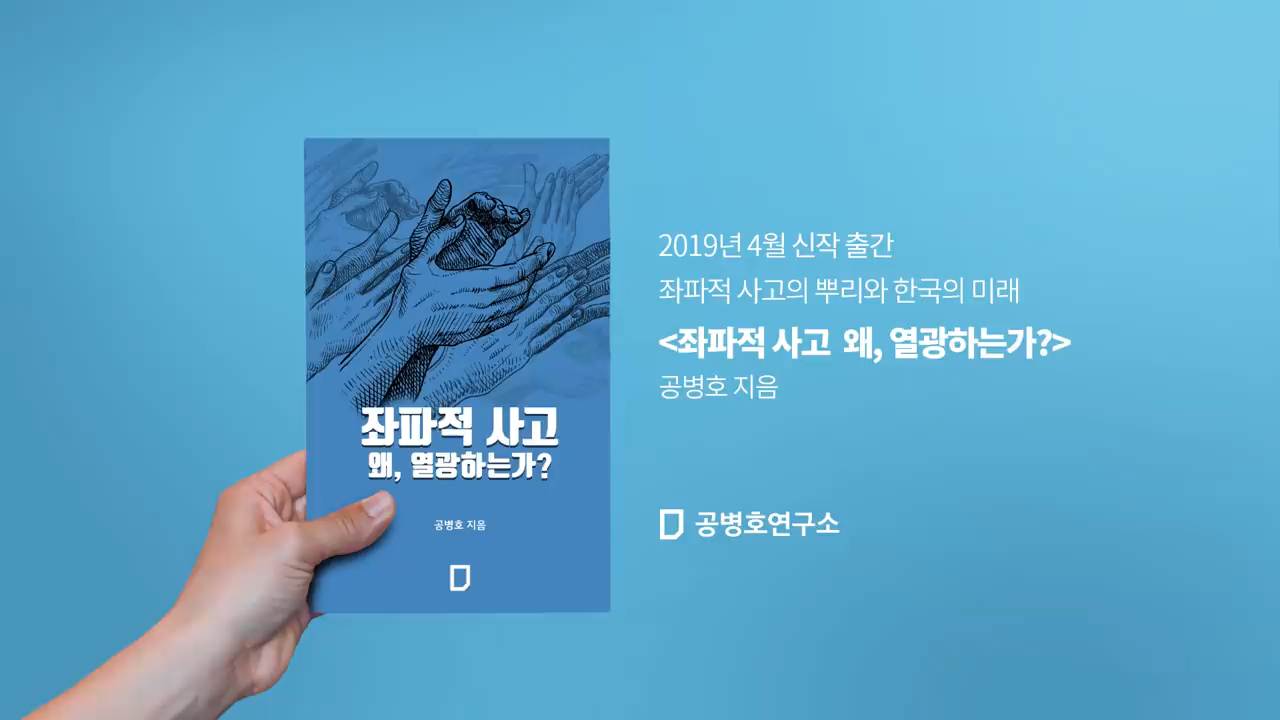 좌파적 사고
왜, 열광하는가?
공병호 지음
2019년 4월 신작 출간
좌파적 사고의 뿌리와 한국의 미래
<좌파적 사고 왜, 열광하는가?>
공병호 지음
공병호연구소